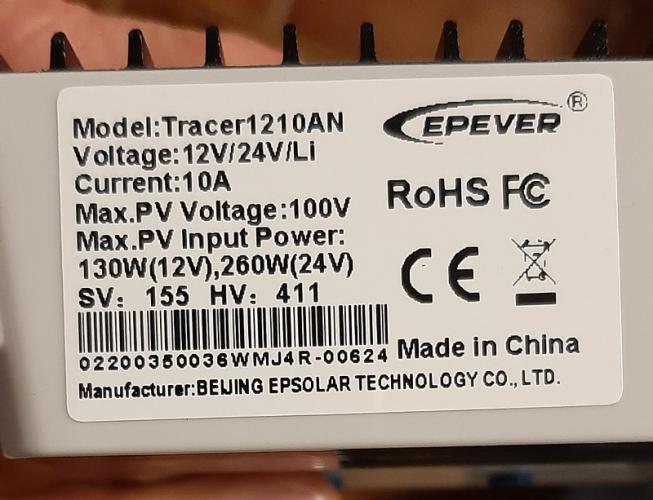 Model:Tracer1210AN
Voltage:12V/24V/Li
Current:10A
Max.PV Voltage:100V
Max.PV Input Power:
130W(12V),260W(24V)
SV: 155 HV: 411
02200350036WMJ4R-00624
Manufacturer:BEIJING EPSOLAR TECHNOLOGY CO.,LTD.
EPEVER®
RoHS FC
CE
Made in China